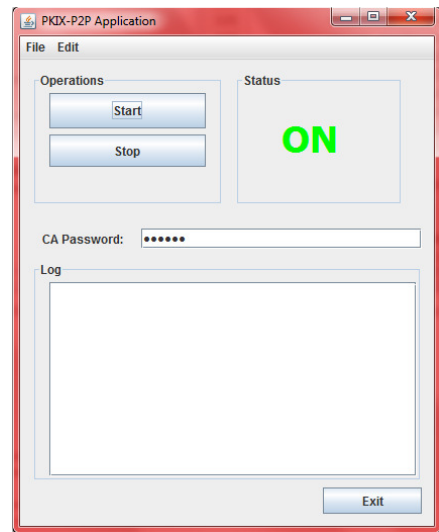 PKIX-P2P Application
File Edit
Operations
Start
Stop
Status
ON
CA Password: ••••••
Log
Exit